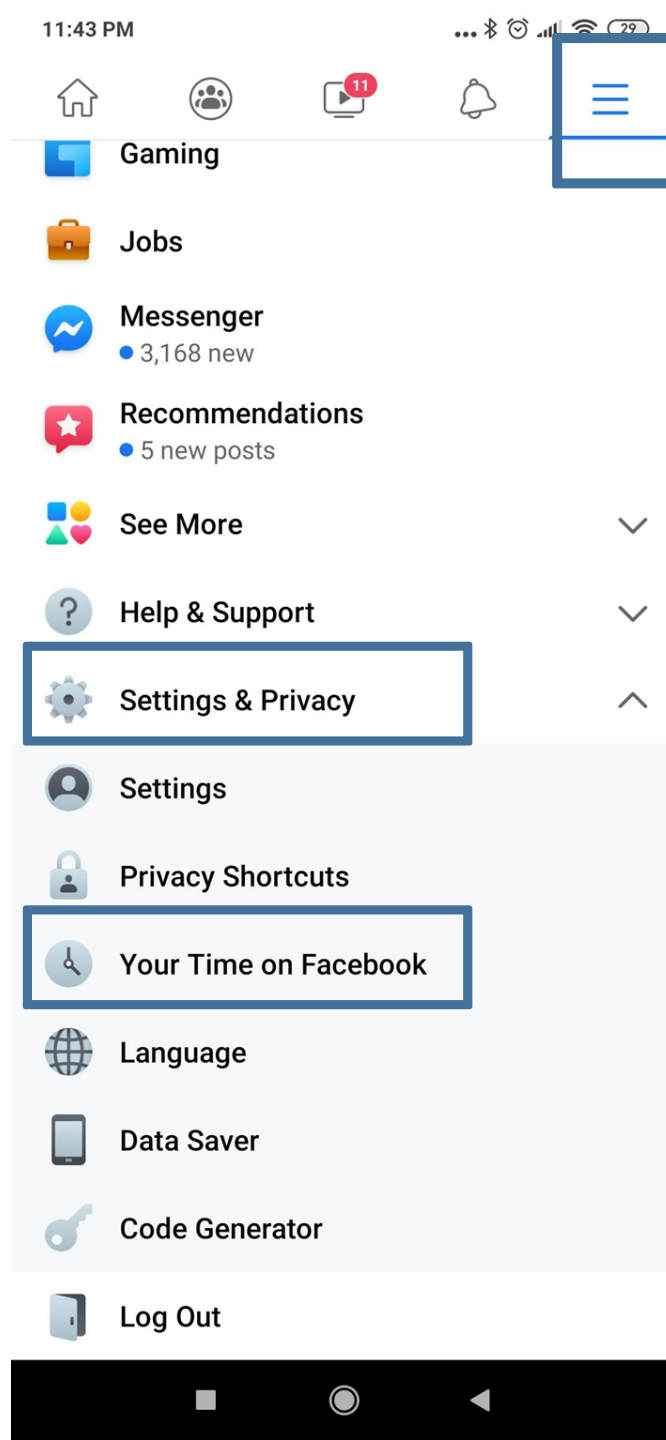 11:43 PM
29
11
Gaming
Jobs
Messenger
3,168 new
Recommendations
5 new posts
See More
Help & Support
Settings & Privacy
Settings
Privacy Shortcuts
Your Time on Facebook
Language
Data Saver
Code Generator
Log Out